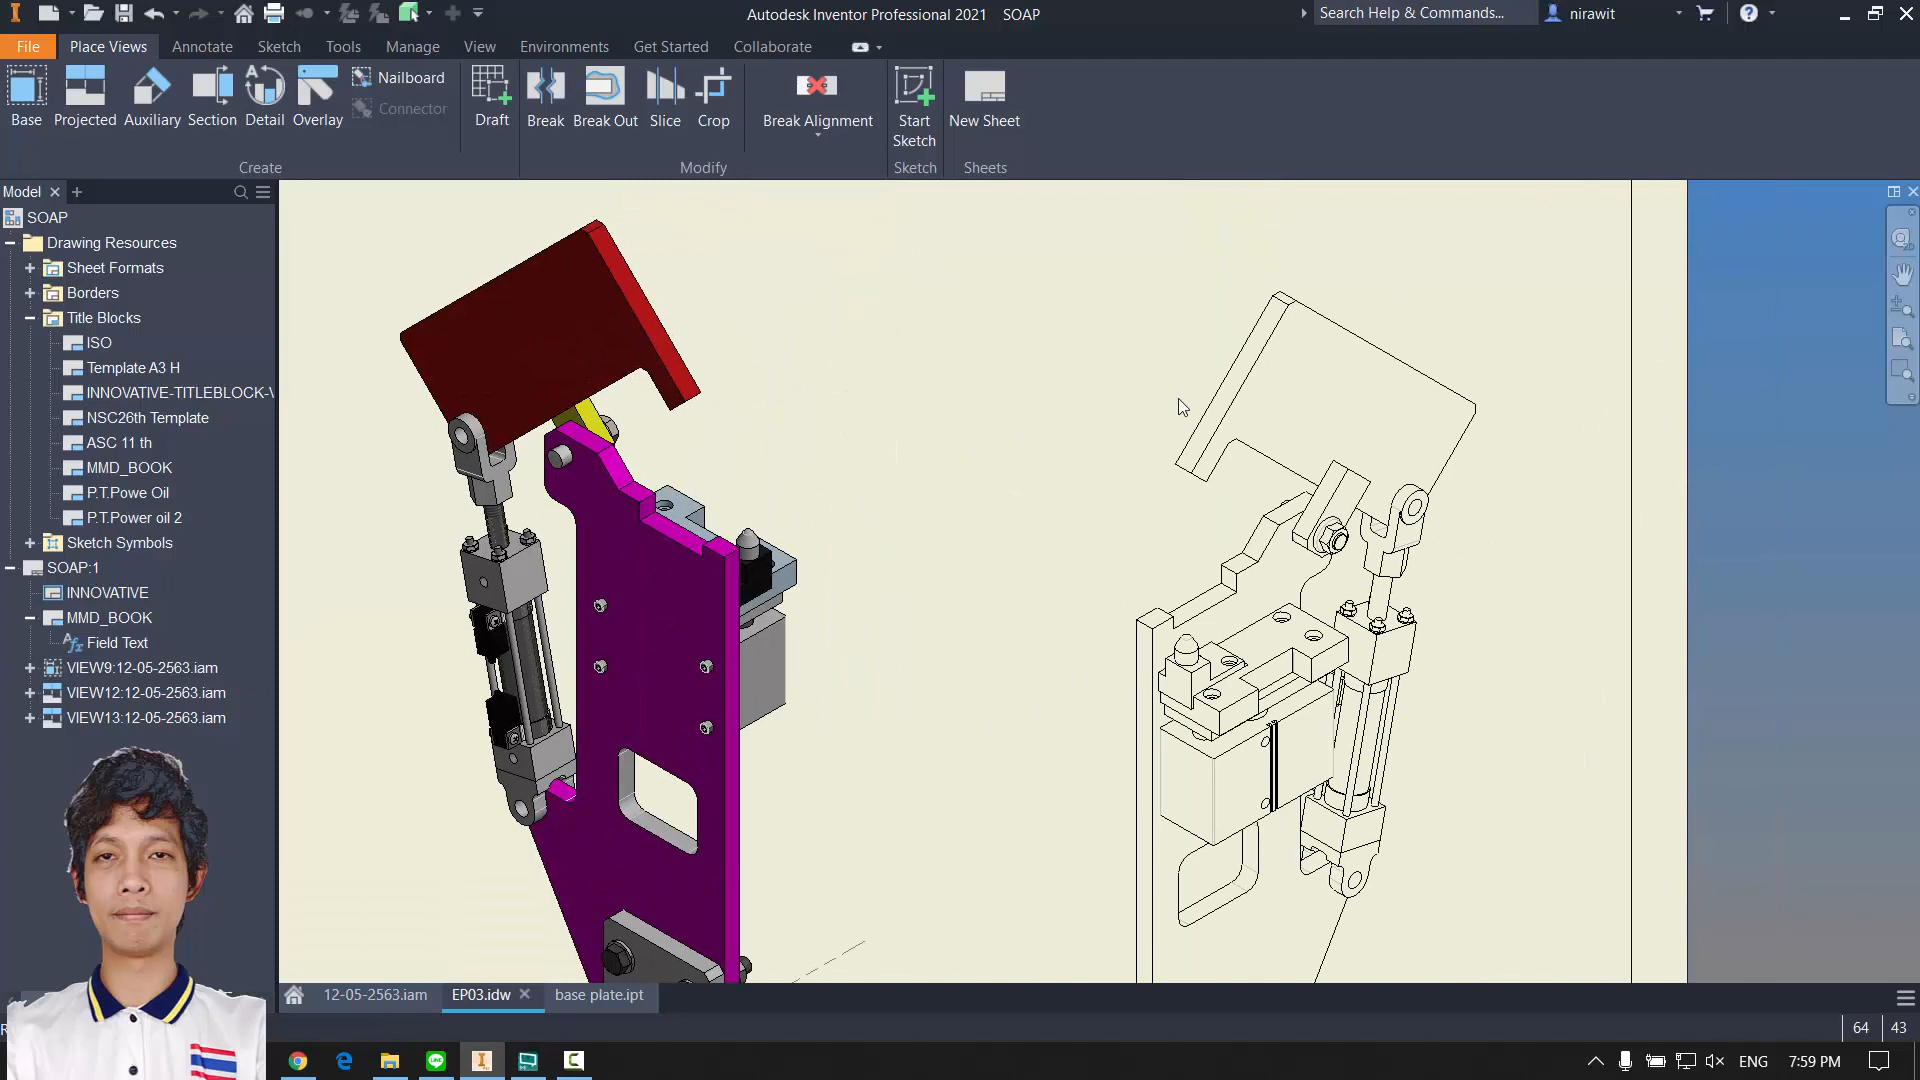 Autodesk Inventor Professional 2021 SOAP
Search Help & Commands...
nirawit
File
Place Views
Annotate
Sketch
Tools
Manage
View
Environments
Get Started
Collaborate
Base
Projected
Auxiliary
Section
Detail
Overlay
Nailboard
Connector
Draft
Break
Break Out
Slice
Crop
Break Alignment
Start Sketch
New Sheet
Create
Modify
Sketch
Sheets
Model
SOAP
Drawing Resources
Sheet Formats
Borders
Title Blocks
ISO
Template A3 H
INNOVATIVE-TITLEBLOCK-
NSC26th Template
ASC 11 th
MMD_BOOK
P.T.Powe Oil
P.T.Power oil 2
Sketch Symbols
SOAP:1
INNOVATIVE
MMD_BOOK
Field Text
VIEW9:12-05-2563.iam
VIEW12:12-05-2563.iam
VIEW13:12-05-2563.iam
12-05-2563.iam
EP03.idw
base plate.ipt
64
43
ENG
7:59 PM